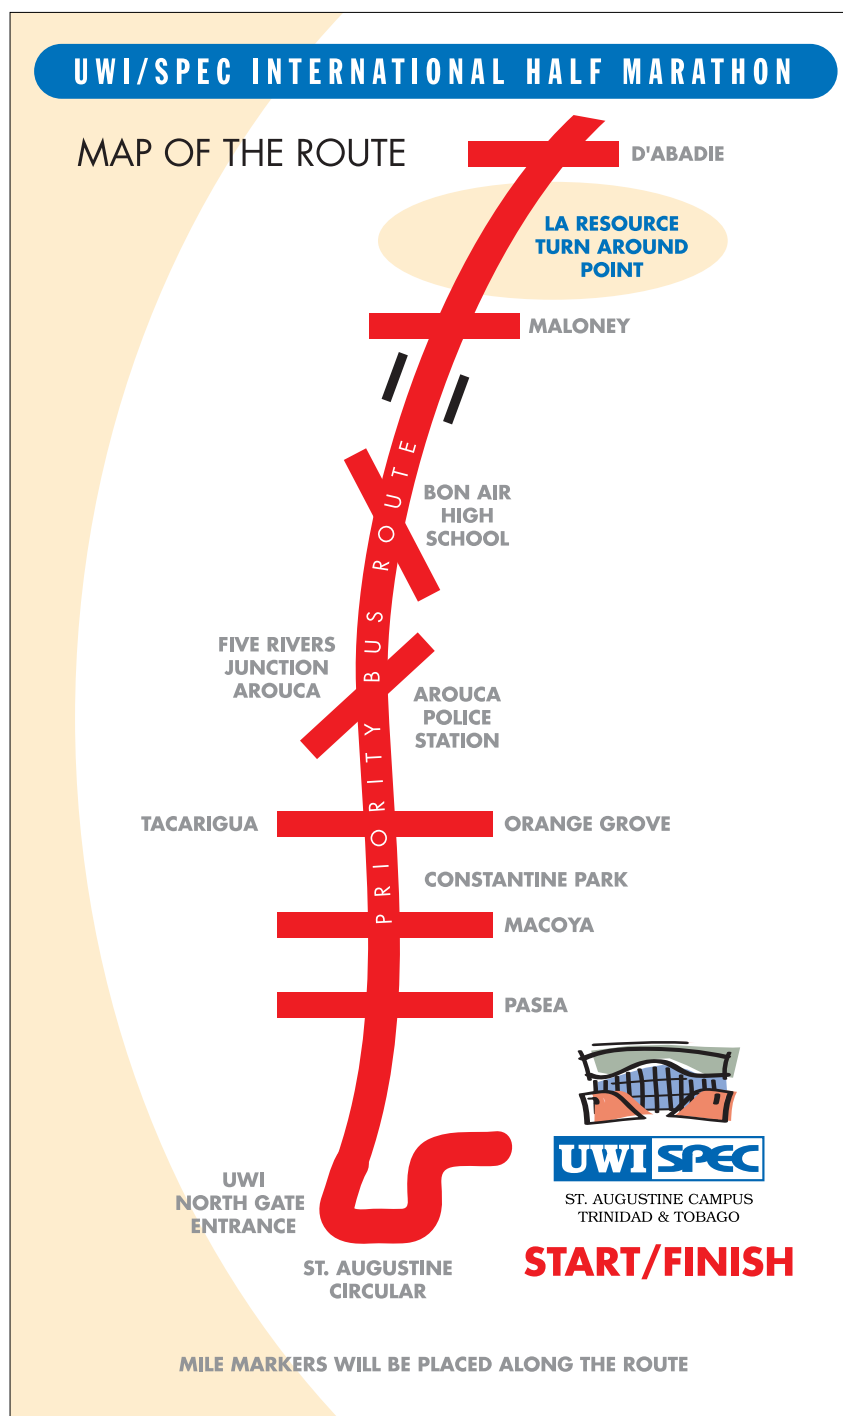 UWI/SPEC INTERNATIONAL HALF MARATHON
MAP OF THE ROUTE
D'ABADIE
LA RESOURCE
TURN AROUND
POINT
MALONEY
BON AIR
HIGH
SCHOOL
PRIORITY BUS ROUTE
FIVE RIVERS
JUNCTION
AROUCA
AROUCA
POLICE
STATION
TACARIGUA
ORANGE GROVE
CONSTANTINE PARK
MACOYA
PASEA
UWI SPEC
ST. AUGUSTINE CAMPUS
TRINIDAD & TOBAGO
START/FINISH
UWI
NORTH GATE
ENTRANCE
ST. AUGUSTINE
CIRCULAR
MILE MARKERS WILL BE PLACED ALONG THE ROUTE